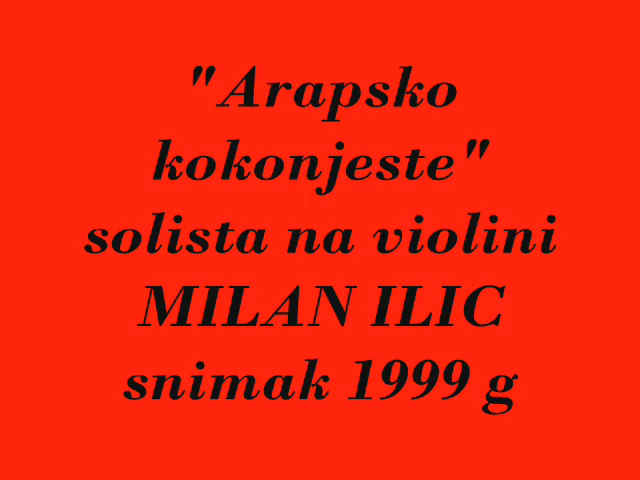 "Arapsko
kokonjeste"
solista na violini
MILAN ILIC
snimak 1999 g